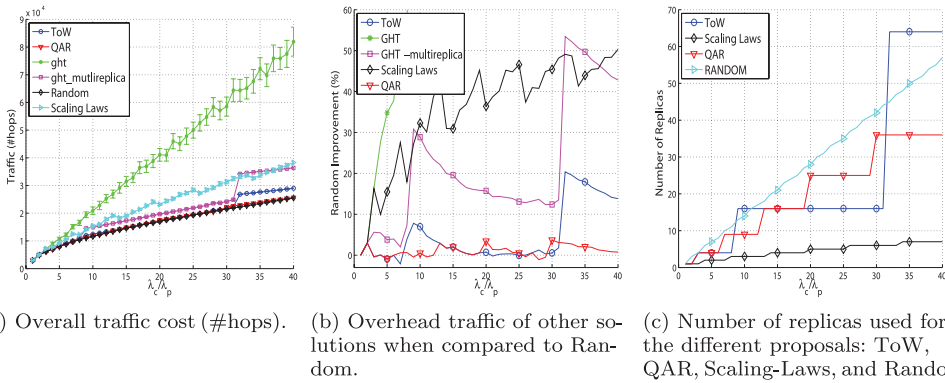 x 10⁴
9
8
7
6
5
4
3
2
1
0
Traffic (#hops)
ToW
QAR
ght
ght_mutlireplica
Random
Scaling Laws
0 5 10 15 20 25 30 35 40
λc/λp
60
50
40
30
20
10
0
Random Improvement (%)
ToW
GHT
GHT −multireplica
Scaling Laws
QAR
0 5 10 15 20 25 30 35 40
λc/λp
70
60
50
40
30
20
10
0
Number of Replicas
ToW
Scaling Laws
QAR
RANDOM
1 5 10 15 20 25 30 35 40
λc/λp
) Overall traffic cost (#hops).
(b) Overhead traffic of other so-
lutions when compared to Ran-
dom.
(c) Number of replicas used for
the different proposals: ToW,
QAR, Scaling-Laws, and Rando